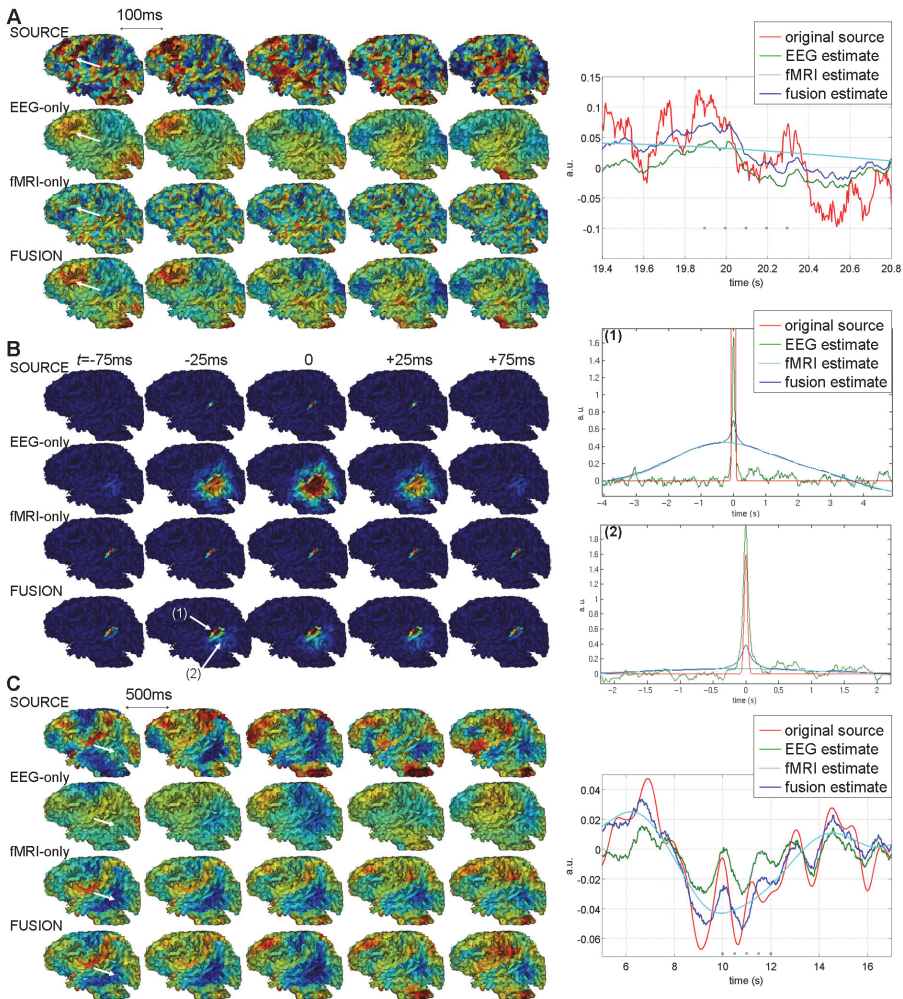 A
SOURCE
100ms
EEG-only
fMRI-only
FUSION
original source
EEG estimate
fMRI estimate
fusion estimate
0.15
0.1
0.05
0
-0.05
-0.1
a.u.
19.4 19.6 19.8 20 20.2 20.4 20.6 20.8
time (s)
B
SOURCE
t=-75ms -25ms 0 +25ms +75ms
EEG-only
fMRI-only
FUSION
(1)
(2)
(1)
original source
EEG estimate
fMRI estimate
fusion estimate
1.6
1.4
1.2
1
0.8
0.6
0.4
0.2
0
a. u.
-4 -3 -2 -1 0 1 2 3 4
time (s)
(2)
1.8
1.6
1.4
1.2
1
0.8
0.6
0.4
0.2
0
a. u.
-2 -1.5 -1 -0.5 0 0.5 1 1.5 2
time (s)
C
SOURCE
500ms
EEG-only
fMRI-only
FUSION
original source
EEG estimate
fMRI estimate
fusion estimate
0.04
0.02
0
-0.02
-0.04
-0.06
a.u.
6 8 10 12 14 16
time (s)